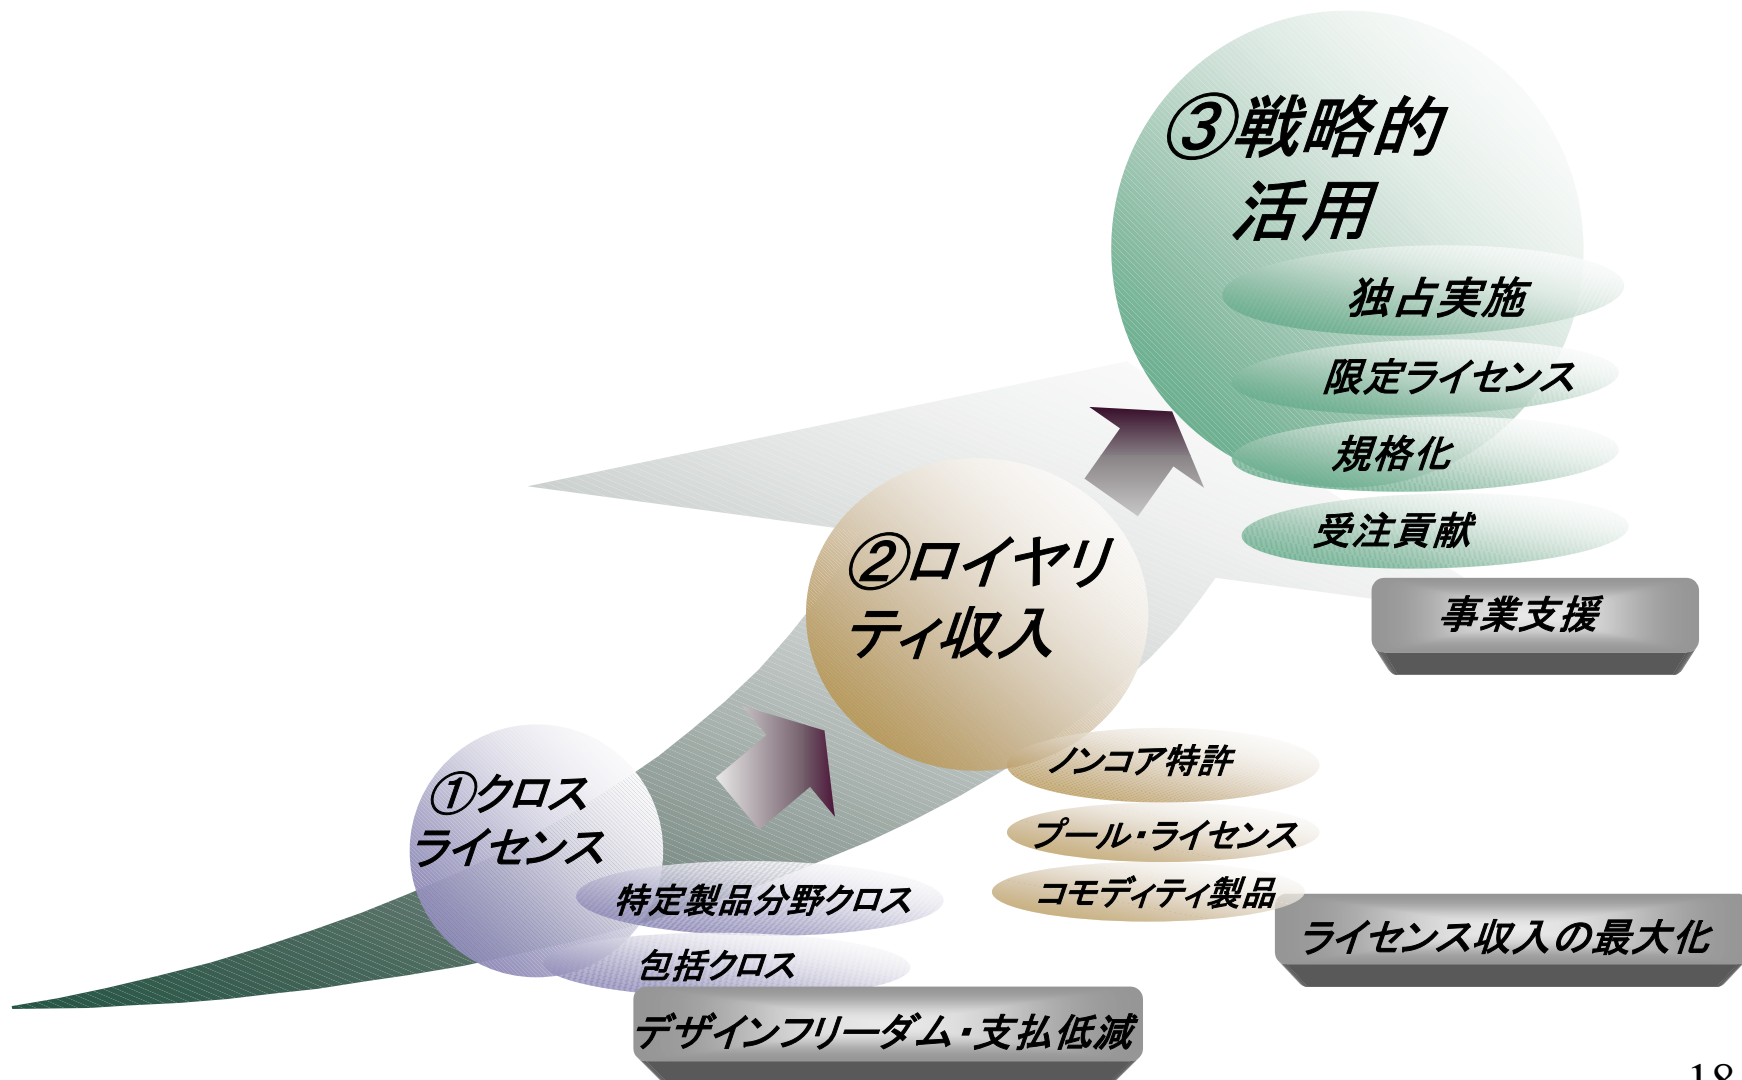 ③戦略的
活用
独占実施
限定ライセンス
規格化
受注貢献
事業支援
②ロイヤリ
ティ収入
ノンコア特許
プール・ライセンス
コモディティ製品
ライセンス収入の最大化
①クロス
ライセンス
特定製品分野クロス
包括クロス
デザインフリーダム・支払低減
18